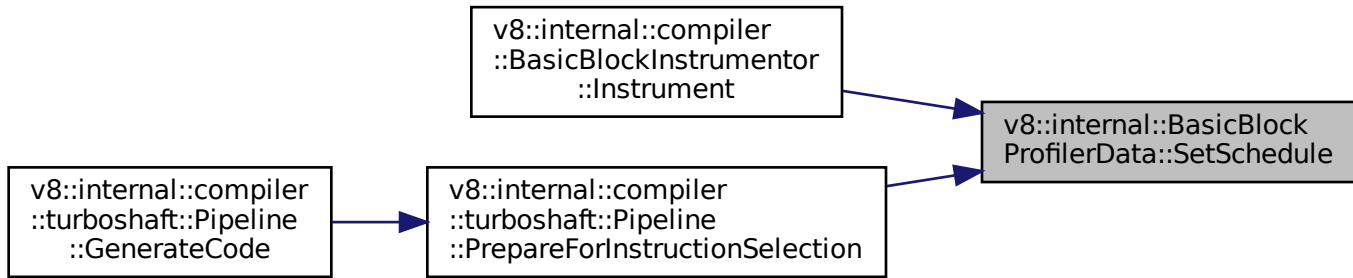 v8::internal::compiler
::BasicBlockInstrumentor
::Instrument
v8::internal::BasicBlock
ProfilerData::SetSchedule
v8::internal::compiler
::turboshaft::Pipeline
::GenerateCode
v8::internal::compiler
::turboshaft::Pipeline
::PrepareForInstructionSelection